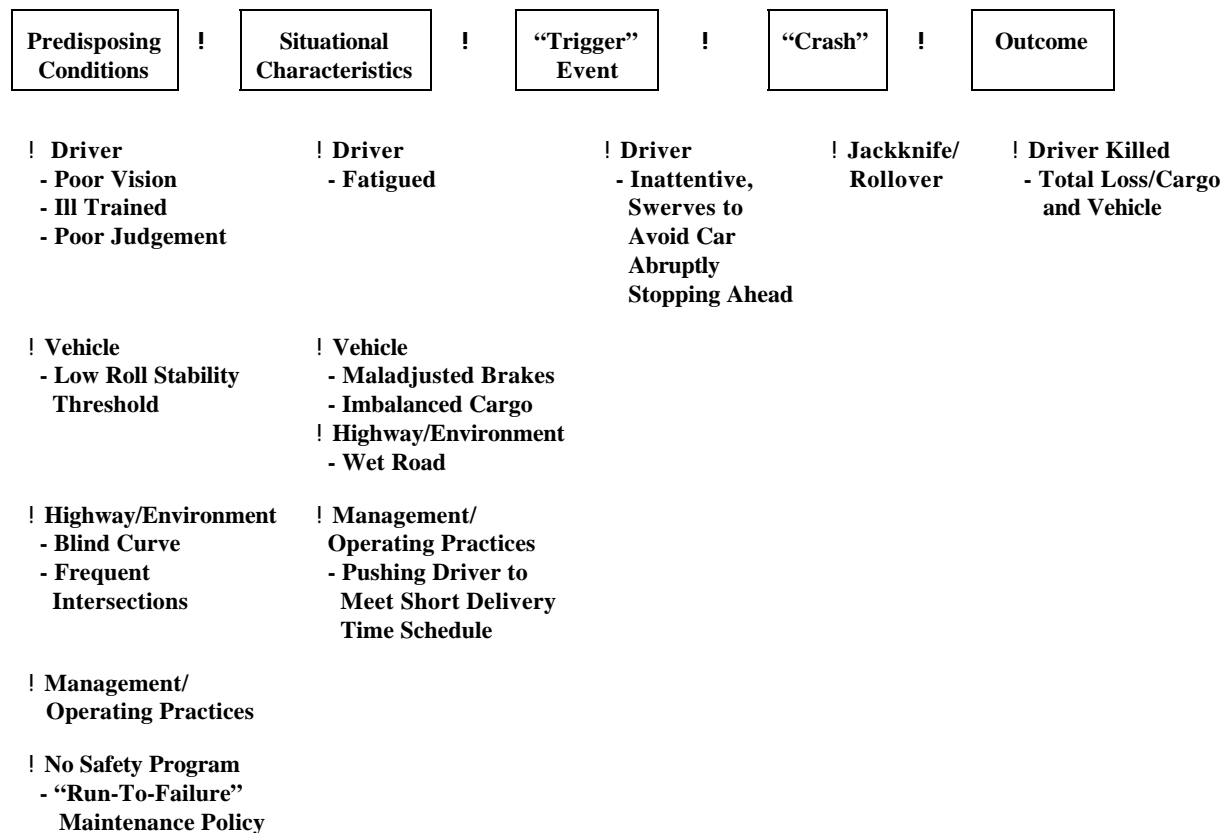 Predisposing ! Situational ! “Trigger” ! “Crash” ! Outcome
Conditions Characteristics Event
! Driver ! Driver ! Driver ! Jackknife/ ! Driver Killed
- Poor Vision - Fatigued - Inattentive, Rollover - Total Loss/Cargo
- Ill Trained Swerves to and Vehicle
- Poor Judgement Avoid Car
Abruptly
Stopping Ahead
! Vehicle ! Vehicle
- Low Roll Stability - Maladjusted Brakes
Threshold - Imbalanced Cargo
! Highway/Environment
- Wet Road
! Highway/Environment ! Management/
- Blind Curve Operating Practices
- Frequent - Pushing Driver to
Intersections Meet Short Delivery
Time Schedule
! Management/
Operating Practices
! No Safety Program
- “Run-To-Failure”
Maintenance Policy